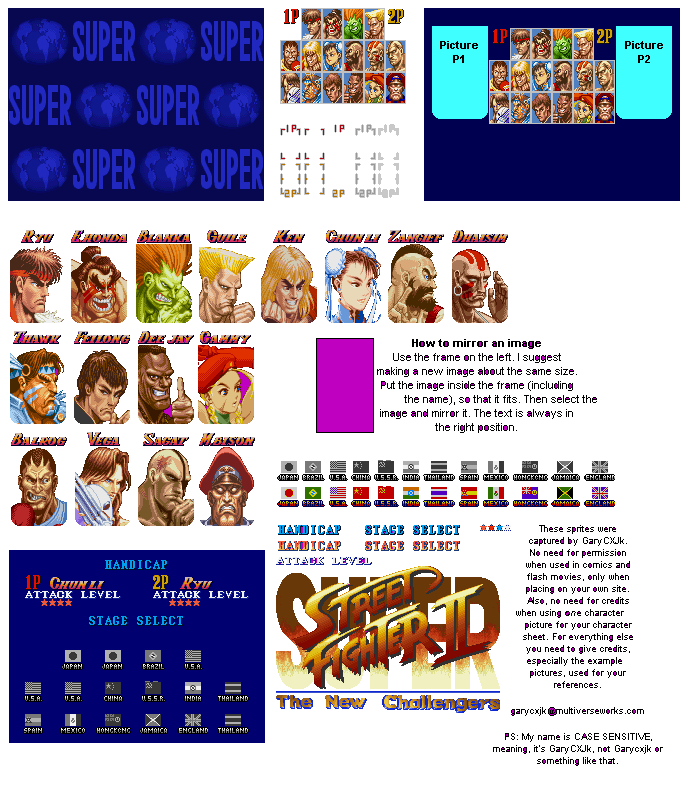 SUPER SUPER
SUPER SUPER
SUPER SUPER
1P 2P
1P 1P 1P 1P
2P 2P 2P
1P 2P
Picture P1
Picture P2
RYU E.HONDA BLANKA GUILE KEN CHUN LI ZANGIEF DHALSIM
T.HAWK FEILONG DEE JAY CAMMY
BALROG VEGA SAGAT M.BISON
How to mirror an image
Use the frame on the left. I suggest
making a new image about the same size.
Put the image inside the frame (including
the name), so that it fits. Then select the
image and mirror it. The text is always in
the right position.
JAPAN BRAZIL U.S.A. CHINA U.S.S.R. INDIA THAILAND SPAIN MEXICO HONGKONG JAMAICA ENGLAND
JAPAN BRAZIL U.S.A. CHINA U.S.S.R. INDIA THAILAND SPAIN MEXICO HONGKONG JAMAICA ENGLAND
HANDICAP STAGE SELECT
HANDICAP STAGE SELECT
ATTACK LEVEL
HANDICAP
1P CHUN LI 2P RYU
ATTACK LEVEL ATTACK LEVEL
STAGE SELECT
JAPAN JAPAN BRAZIL U.S.A.
U.S.A. U.S.A. CHINA U.S.S.R. INDIA THAILAND
SPAIN MEXICO HONGKONG JAMAICA ENGLAND THAILAND
SUPER
STREET
FIGHTER II
The New Challengers
These sprites were
captured by GaryCXJk.
No need for permission
when used in comics and
flash movies, only when
placing on your own site.
Also, no need for credits
when using one character
picture for your character
sheet. For everything else
you need to give credits,
especially the example
pictures, used for your
references.
garycxjk@multiverseworks.com
PS: My name is CASE SENSITIVE,
meaning, it's GaryCXJk, not Garycxjk or
something like that.